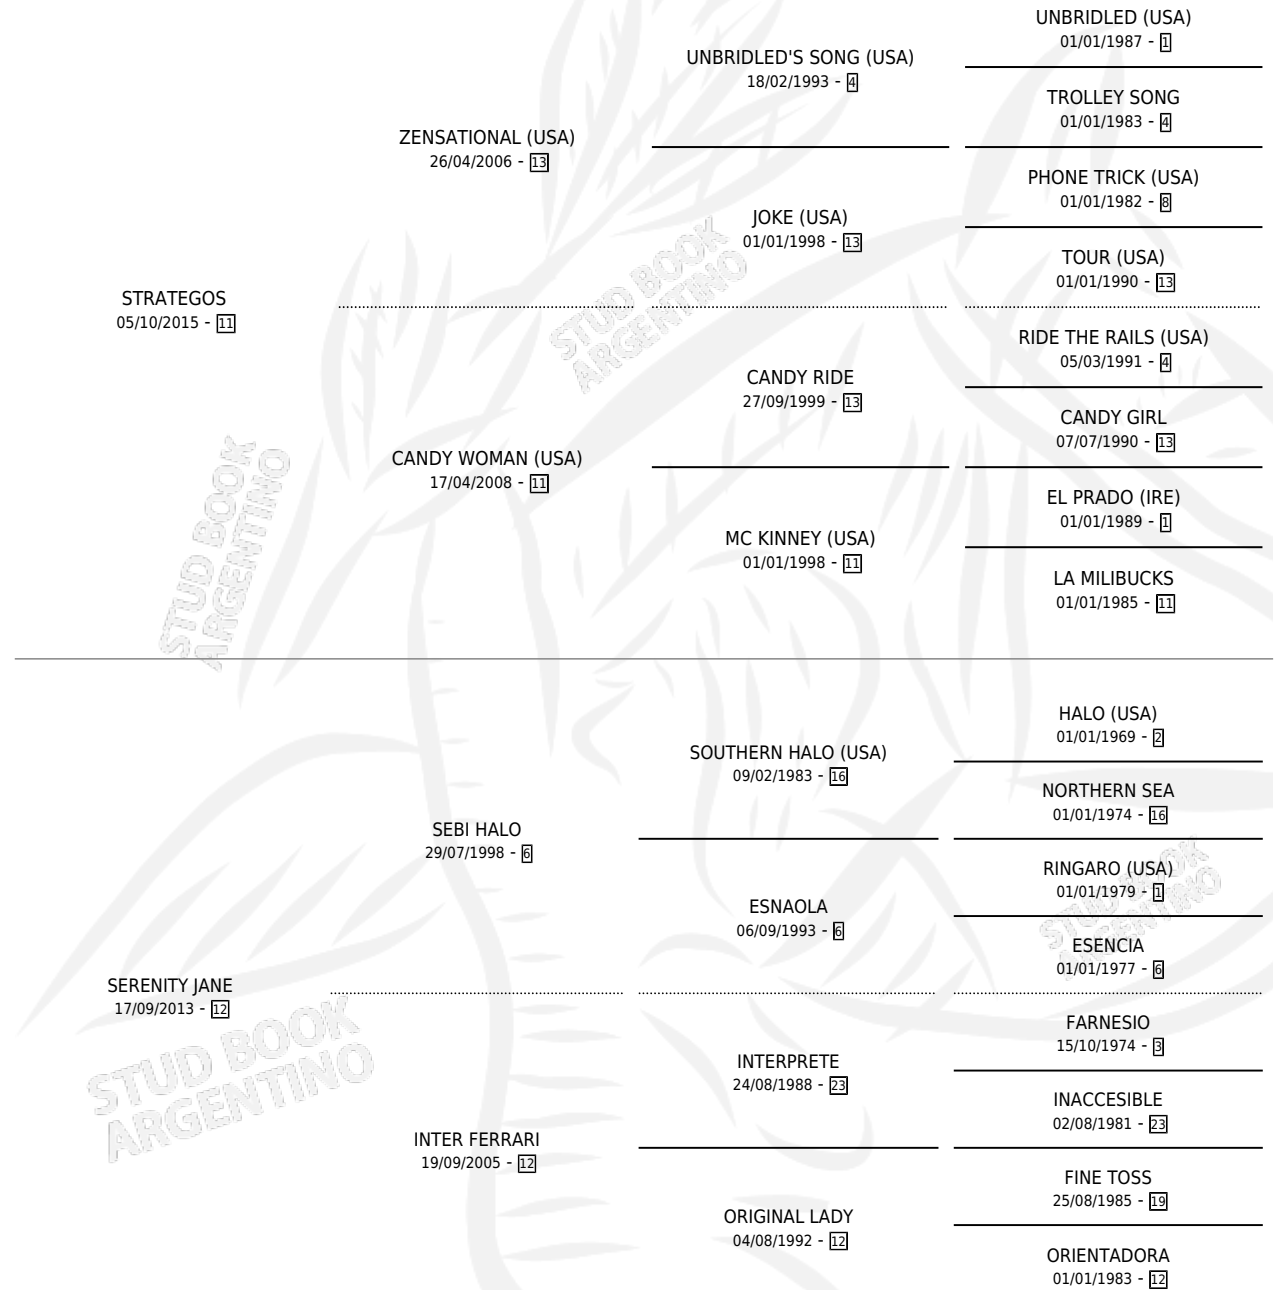 UNBRIDLED (USA)
01/01/1987 - 1
UNBRIDLED'S SONG (USA)
18/02/1993 - 4
TROLLEY SONG
01/01/1983 - 4
ZENSATIONAL (USA)
26/04/2006 - 13
PHONE TRICK (USA)
01/01/1982 - 8
JOKE (USA)
01/01/1998 - 13
TOUR (USA)
01/01/1990 - 13
STRATEGOS
05/10/2015 - 11
RIDE THE RAILS (USA)
05/03/1991 - 4
CANDY RIDE
27/09/1999 - 13
CANDY GIRL
07/07/1990 - 13
CANDY WOMAN (USA)
17/04/2008 - 11
EL PRADO (IRE)
01/01/1989 - 1
MC KINNEY (USA)
01/01/1998 - 11
LA MILIBUCKS
01/01/1985 - 11
HALO (USA)
01/01/1969 - 2
SOUTHERN HALO (USA)
09/02/1983 - 16
NORTHERN SEA
01/01/1974 - 16
SEBI HALO
29/07/1998 - 6
RINGARO (USA)
01/01/1979 - 1
ESNAOLA
06/09/1993 - 6
ESENCIA
01/01/1977 - 6
SERENITY JANE
17/09/2013 - 12
FARNESIO
15/10/1974 - 3
INTERPRETE
24/08/1988 - 23
INACCESIBLE
02/08/1981 - 23
INTER FERRARI
19/09/2005 - 12
FINE TOSS
25/08/1985 - 19
ORIGINAL LADY
04/08/1992 - 12
ORIENTADORA
01/01/1983 - 12
STUD BOOK
ARGENTINO
STUD BOOK
ARGENTINO
STUD BOOK
ARGENTINO
STUD BOOK
ARGENTINO